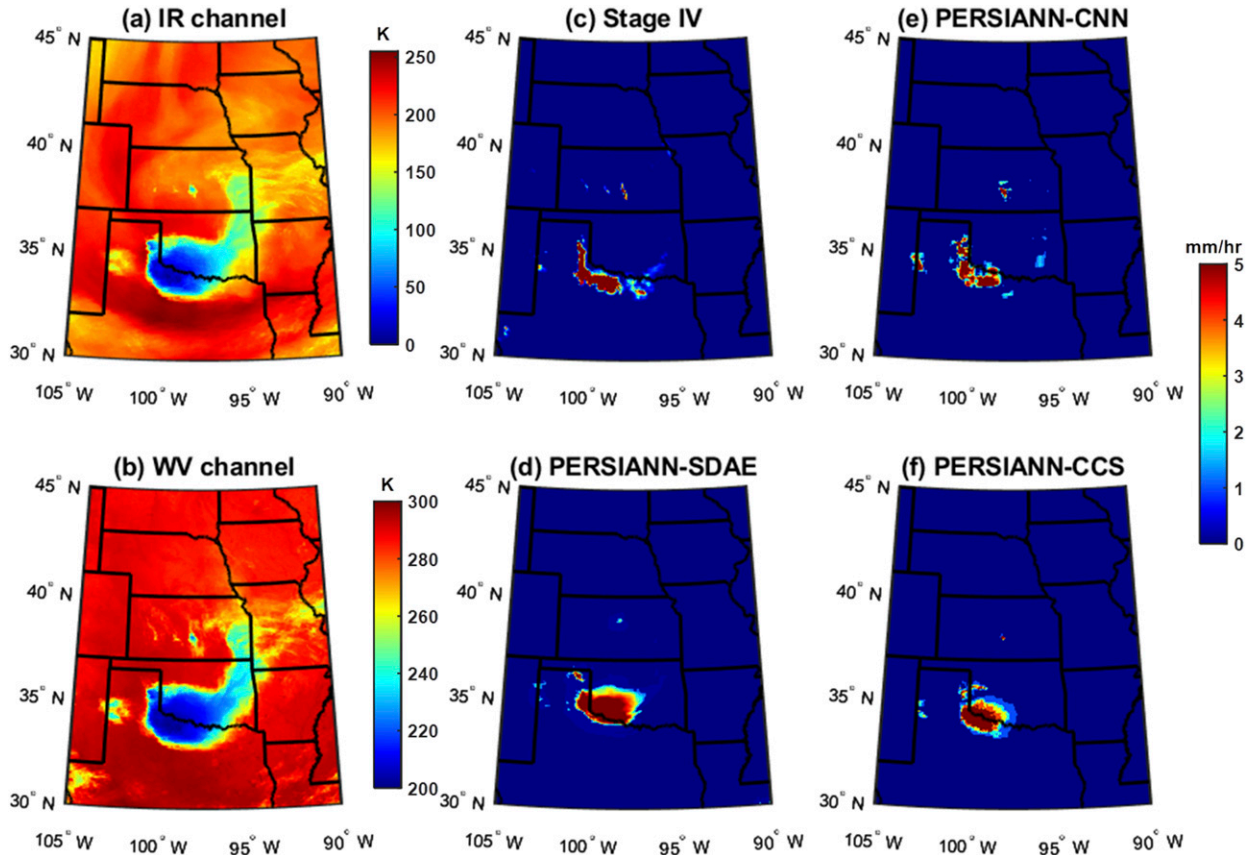 (a) IR channel
45° N
40° N
35° N
30° N
105° W
100° W
95° W
90° W
K
250
200
150
100
50
0
(c) Stage IV
45° N
40° N
35° N
30° N
105° W
100° W
95° W
90° W
(e) PERSIANN-CNN
45° N
40° N
35° N
30° N
105° W
100° W
95° W
90° W
mm/hr
5
4
3
2
1
0
(b) WV channel
45° N
40° N
35° N
30° N
105° W
100° W
95° W
90° W
K
300
280
260
240
220
200
(d) PERSIANN-SDAE
45° N
40° N
35° N
30° N
105° W
100° W
95° W
90° W
(f) PERSIANN-CCS
45° N
40° N
35° N
30° N
105° W
100° W
95° W
90° W